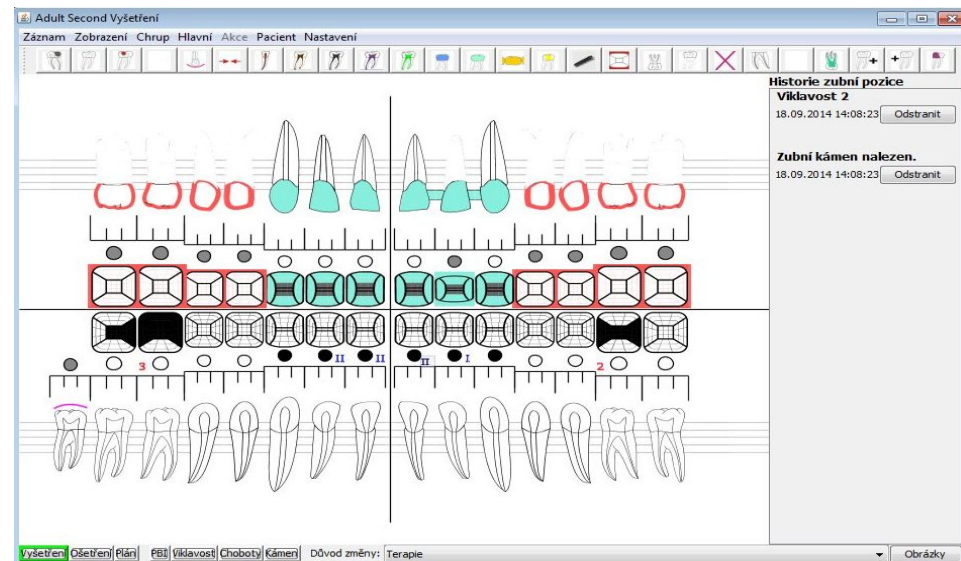 Adult Second Vyšetření
Záznam Zobrazení Chrup Hlavní Akce Pacient Nastavení
Historie zubní pozice
Viklavost 2
18.09.2014 14:08:23 Odstranit
Zubní kámen nalezen.
18.09.2014 14:08:23 Odstranit
II II II I
3 2
Vyšetření Ošetření Plán PBI Viklavost Choboty Kámen Důvod změny: Terapie Obrázky